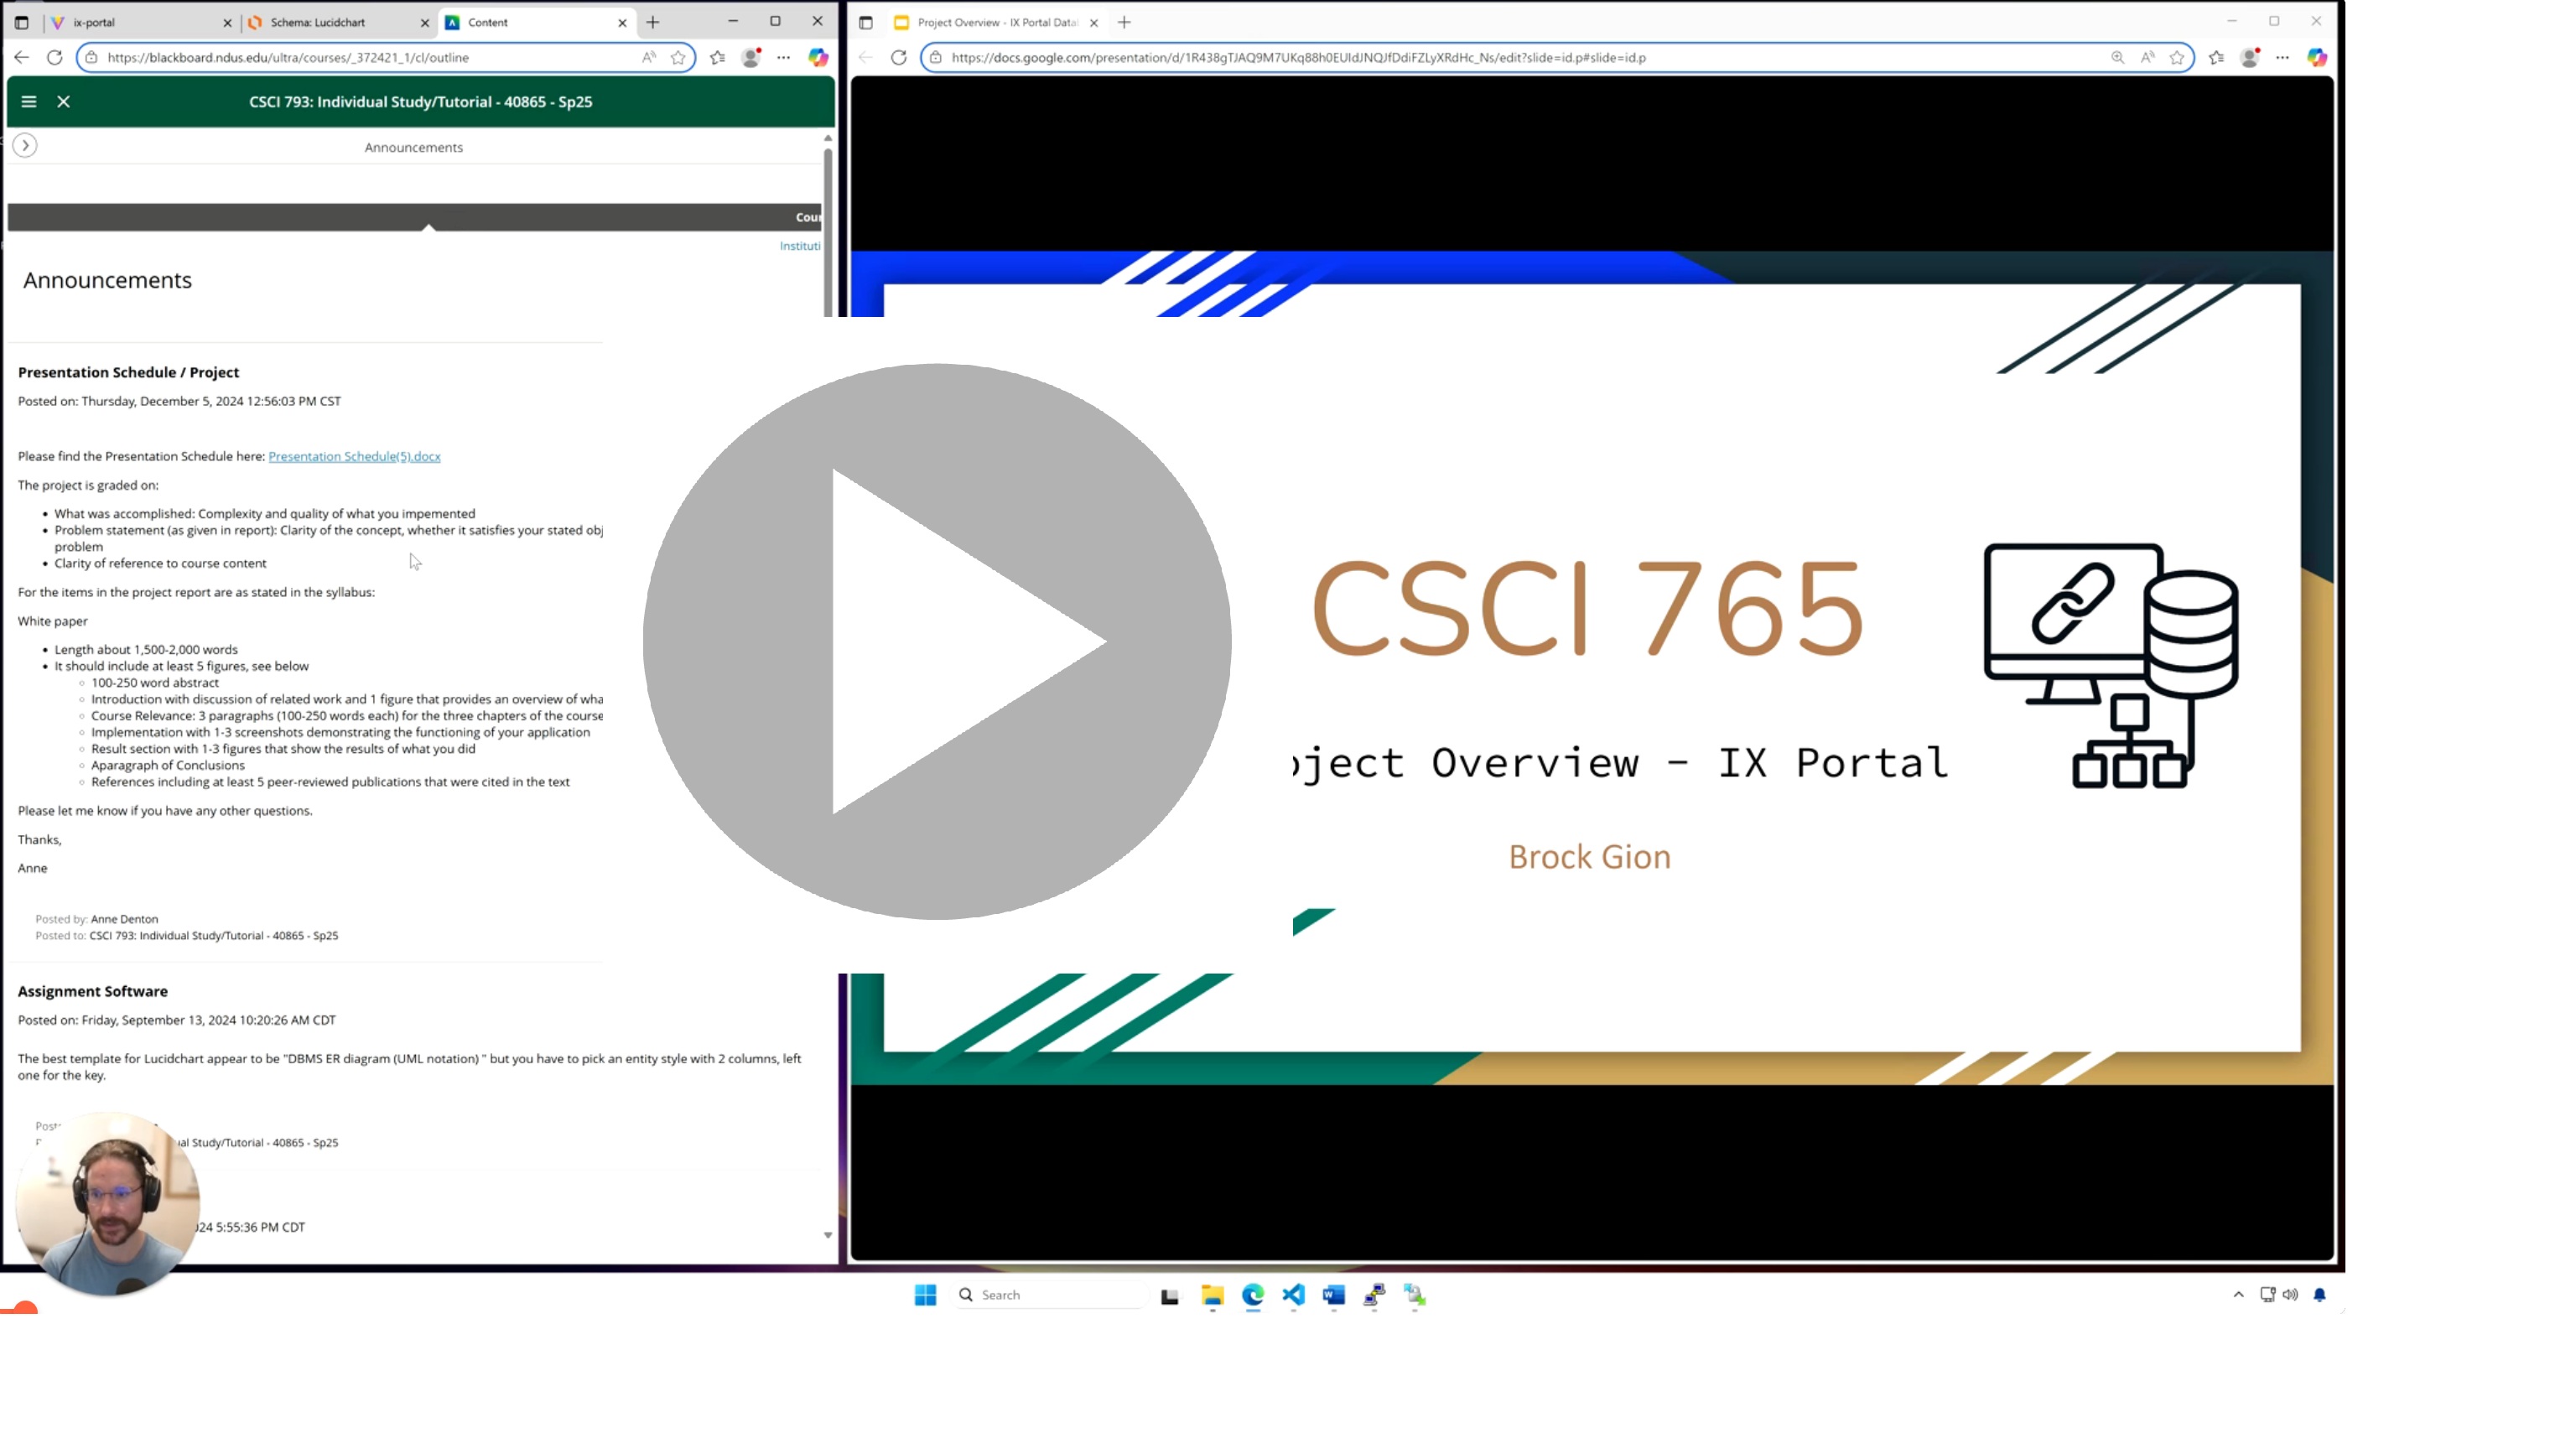 ix-portal
Schema: Lucidchart
Content
https://blackboard.ndus.edu/ultra/courses/_372421_1/cl/outline
CSCI 793: Individual Study/Tutorial - 40865 - Sp25
Announcements
Cour
Instituti
Announcements
Presentation Schedule / Project
Posted on: Thursday, December 5, 2024 12:56:03 PM CST
Please find the Presentation Schedule here: Presentation Schedule(5).docx
The project is graded on:
• What was accomplished: Complexity and quality of what you impemented
• Problem statement (as given in report): Clarity of the concept, whether it satisfies your stated obj
problem
• Clarity of reference to course content
For the items in the project report are as stated in the syllabus:
White paper
• Length about 1,500-2,000 words
• It should include at least 5 figures, see below
◦ 100-250 word abstract
◦ Introduction with discussion of related work and 1 figure that provides an overview of wha
◦ Course Relevance: 3 paragraphs (100-250 words each) for the three chapters of the course
◦ Implementation with 1-3 screenshots demonstrating the functioning of your application
◦ Result section with 1-3 figures that show the results of what you did
◦ Aparagraph of Conclusions
◦ References including at least 5 peer-reviewed publications that were cited in the text
Please let me know if you have any other questions.
Thanks,
Anne
Posted by: Anne Denton
Posted to: CSCI 793: Individual Study/Tutorial - 40865 - Sp25
Assignment Software
Posted on: Friday, September 13, 2024 10:20:26 AM CDT
The best template for Lucidchart appear to be "DBMS ER diagram (UML notation) " but you have to pick an entity style with 2 columns, left
one for the key.
Post
ial Study/Tutorial - 40865 - Sp25
024 5:55:36 PM CDT
Project Overview - IX Portal Data
https://docs.google.com/presentation/d/1R438gTJAQ9M7UKq88h0EUIdJNQJfDdiFZLyXRdHc_Ns/edit?slide=id.p#slide=id.p
CSCI 765
oject Overview - IX Portal
Brock Gion
Search